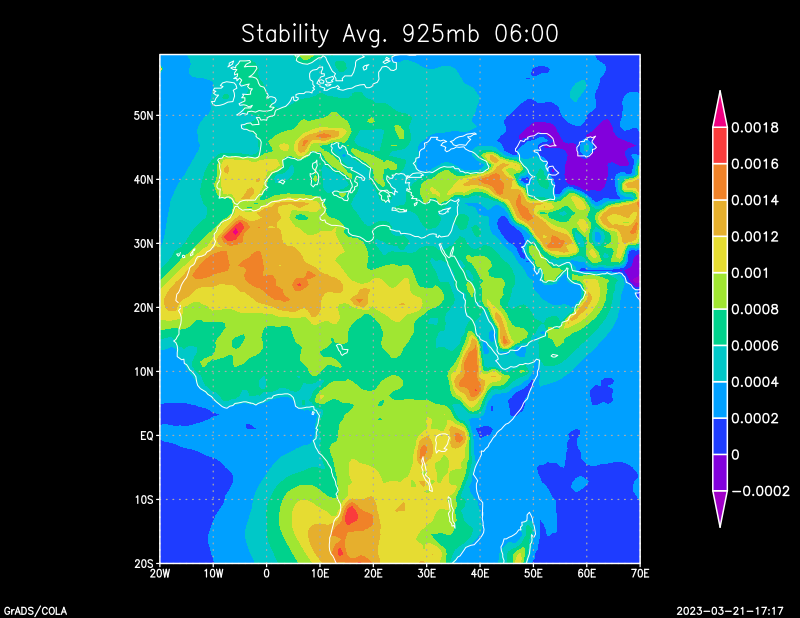 Stability Avg. 925mb 06:00
50N
40N
30N
20N
10N
EQ
10S
20S
20W 10W 0 10E 20E 30E 40E 50E 60E 70E
0.0018
0.0016
0.0014
0.0012
0.001
0.0008
0.0006
0.0004
0.0002
0
−0.0002
GrADS/COLA
2023-03-21-17:17